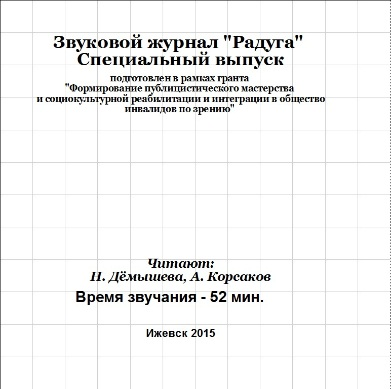 Звуковой журнал "Радуга"
Специальный выпуск
подготовлен в рамках гранта
"Формирование публицистического мастерства
и социокультурной реабилитации и интеграции в общество
инвалидов по зрению"
Читают:
Н. Дёмышева, А. Корсаков
Время звучания - 52 мин.
Ижевск 2015